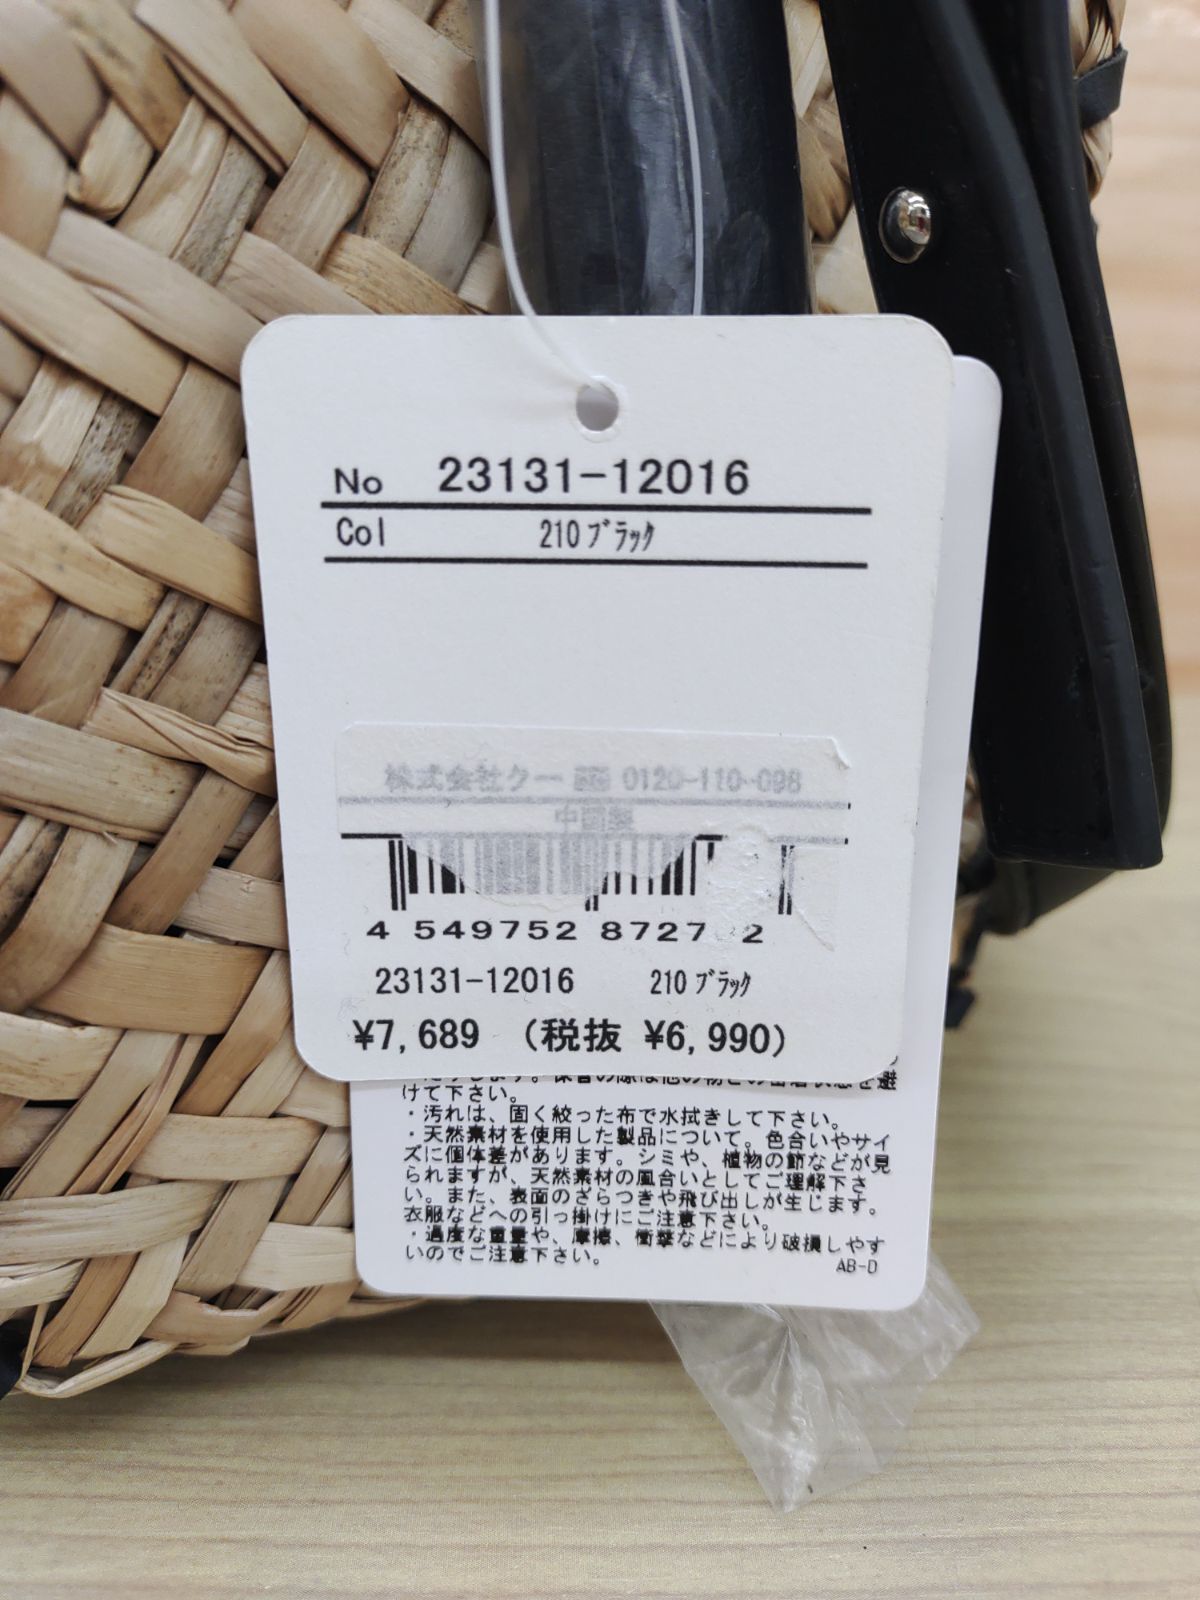 No 23131-12016
Col 210 ブラック
株式会社クー 0120-110-098
中国製
4 549752 8727 2
23131-12016 210 ブラック
¥7,689 (税抜 ¥6,990)
けて下さい。
・汚れは、固く絞った布で水拭きして下さい。
・天然素材を使用した製品について。色合いやサイ
ズに個体差があります。シミや、植物の節などが見
られますが、天然素材の風合いとしてご理解下さ
い。また、表面のざらつきや飛び出しが生じます。
衣服などへの引っ掛けにご注意下さい。
・過度な重量や、摩擦、衝撃などにより破損しやす
いのでご注意下さい。
AB-D